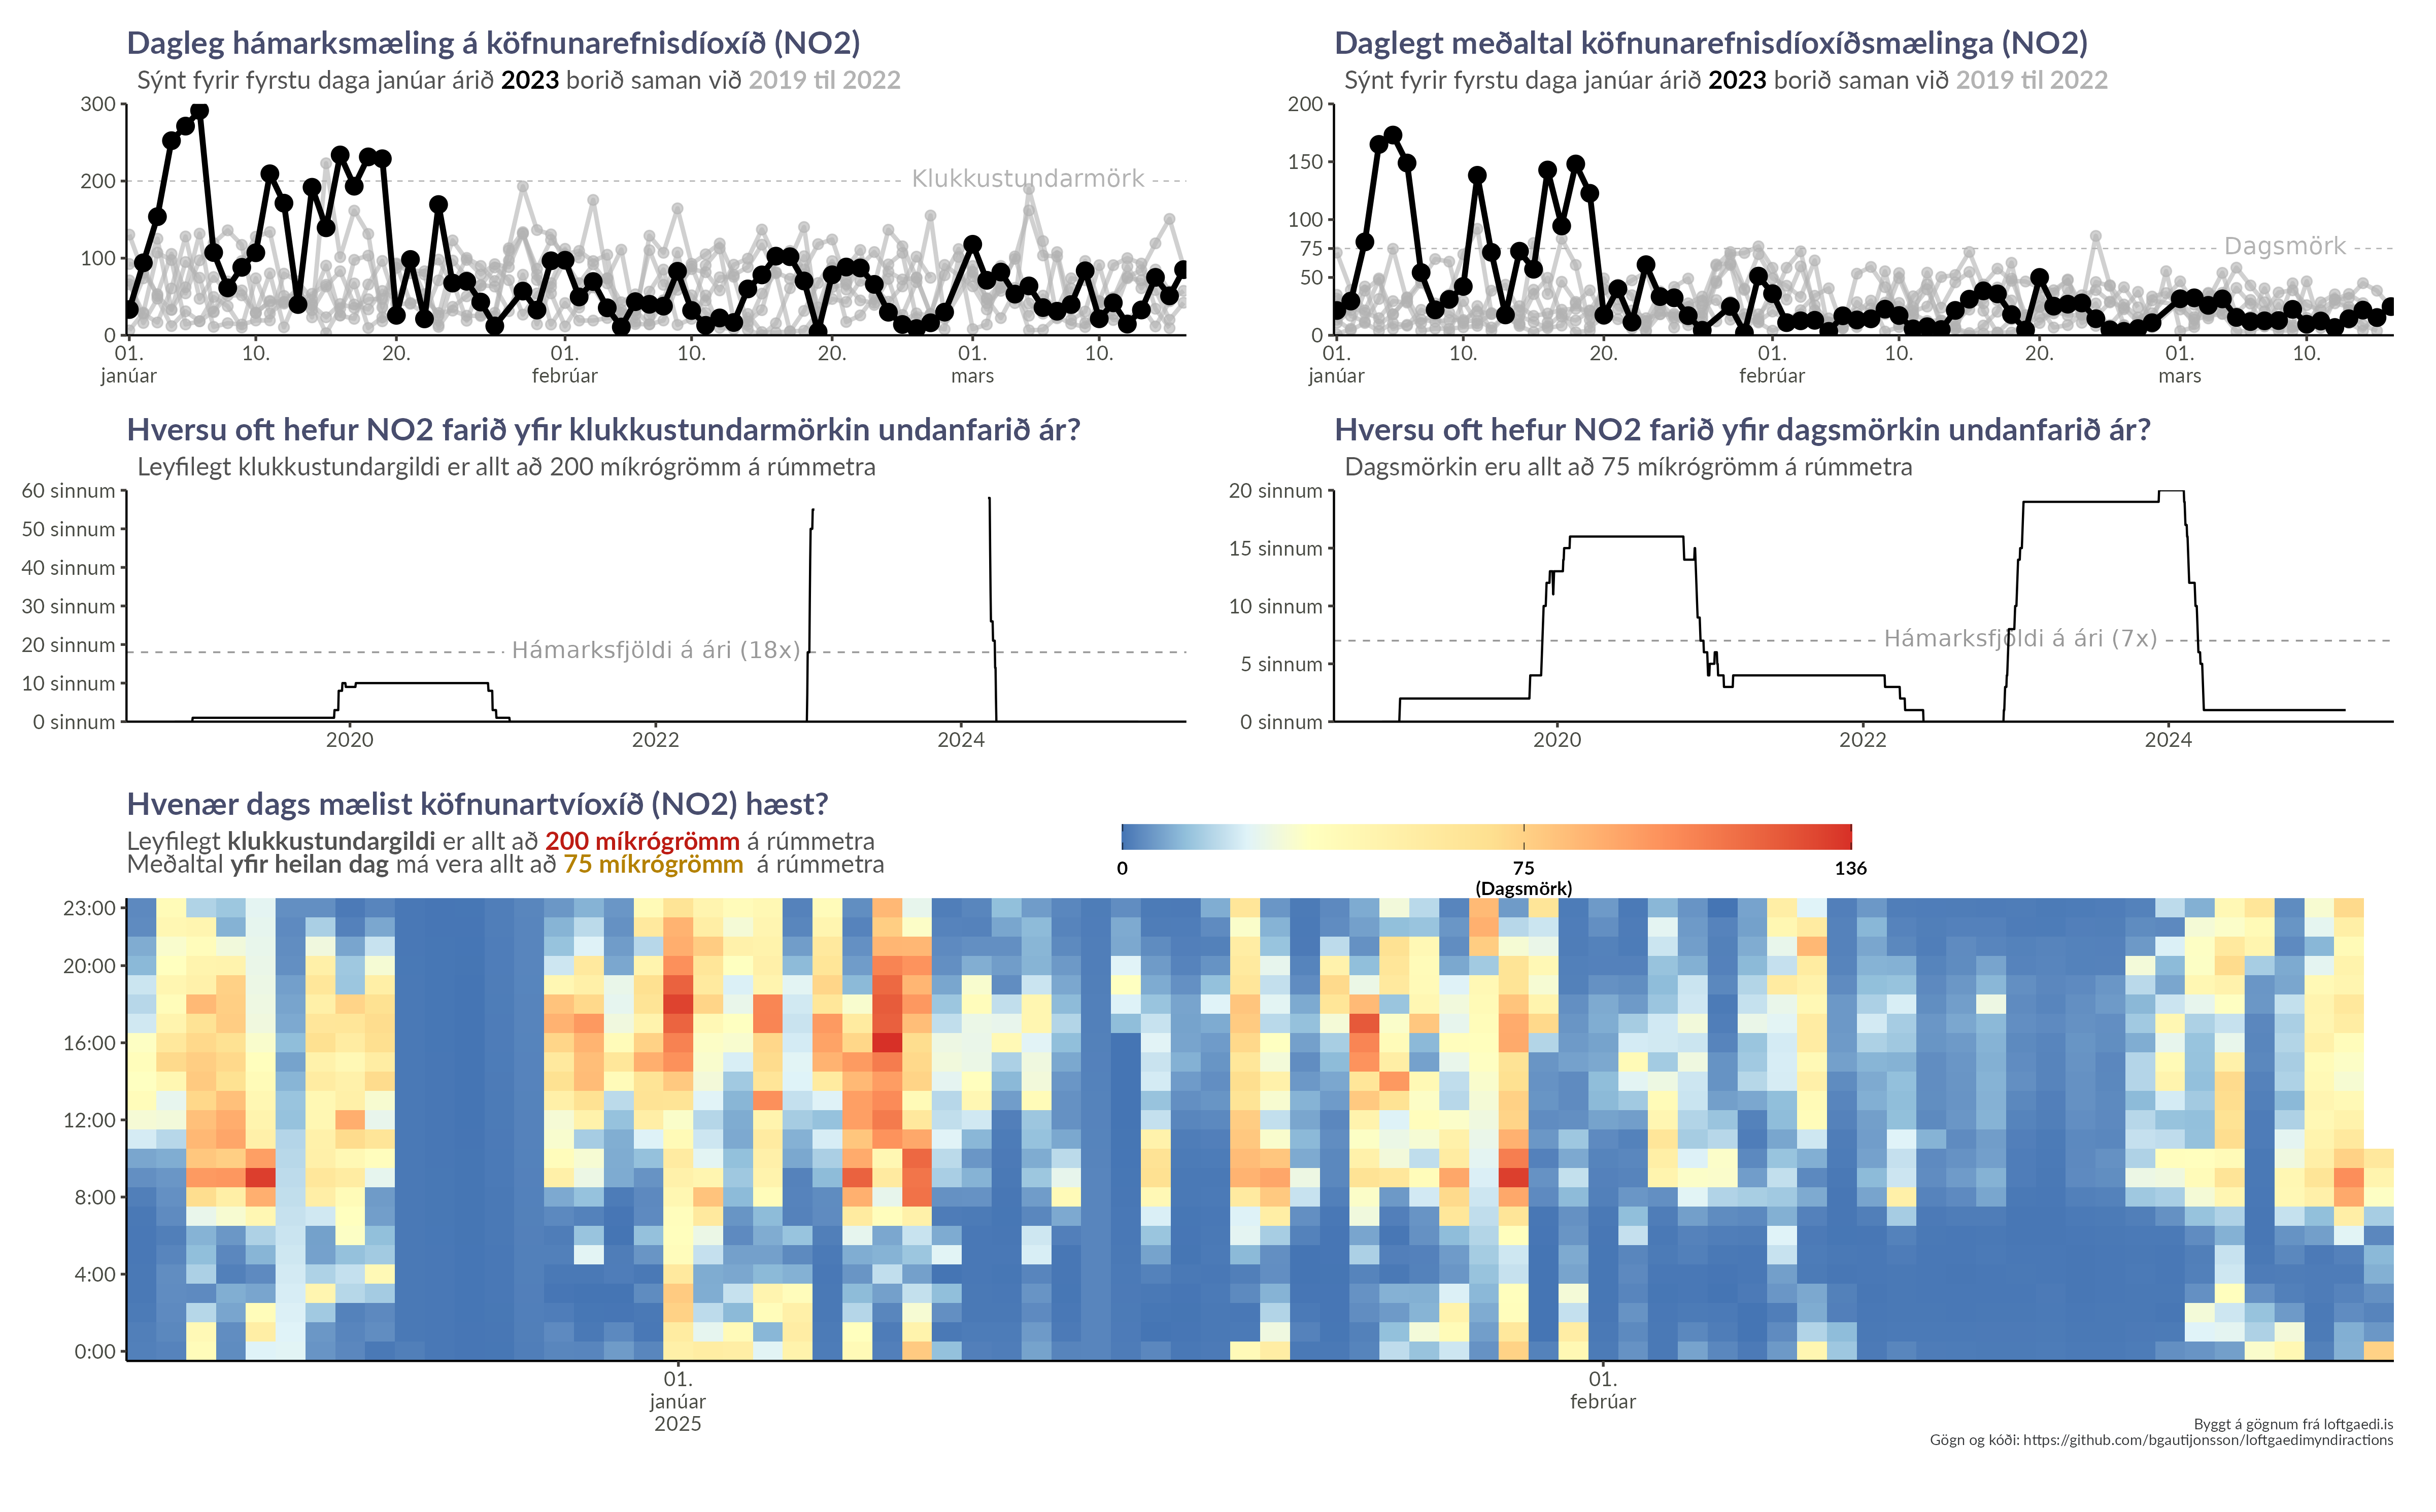 Dagleg hámarksmæling á köfnunarefnisdíoxíð (NO2)
Sýnt fyrir fyrstu daga janúar árið 2023 borið saman við 2019 til 2022
300
200
100
0
Klukkustundarmörk
01.
janúar
10.
20.
01.
febrúar
10.
20.
01.
mars
10.
Daglegt meðaltal köfnunarefnisdíoxíðsmælinga (NO2)
Sýnt fyrir fyrstu daga janúar árið 2023 borið saman við 2019 til 2022
200
150
100
75
50
0
Dagsmörk
01.
janúar
10.
20.
01.
febrúar
10.
20.
01.
mars
10.
Hversu oft hefur NO2 farið yfir klukkustundarmörkin undanfarið ár?
Leyfilegt klukkustundargildi er allt að 200 míkrógrömm á rúmmetra
60 sinnum
50 sinnum
40 sinnum
30 sinnum
20 sinnum
10 sinnum
0 sinnum
Hámarksfjöldi á ári (18x)
2020
2022
2024
Hversu oft hefur NO2 farið yfir dagsmörkin undanfarið ár?
Dagsmörkin eru allt að 75 míkrógrömm á rúmmetra
20 sinnum
15 sinnum
10 sinnum
5 sinnum
0 sinnum
Hámarksfjöldi á ári (7x)
2020
2022
2024
Hvenær dags mælist köfnunartvíoxíð (NO2) hæst?
Leyfilegt klukkustundargildi er allt að 200 míkrógrömm á rúmmetra
Meðaltal yfir heilan dag má vera allt að 75 míkrógrömm á rúmmetra
0
75
(Dagsmörk)
136
23:00
20:00
16:00
12:00
8:00
4:00
0:00
01.
janúar
2025
01.
febrúar
Byggt á gögnum frá loftgaedi.is
Gögn og kóði: https://github.com/bgautijonsson/loftgaedimyndiractions